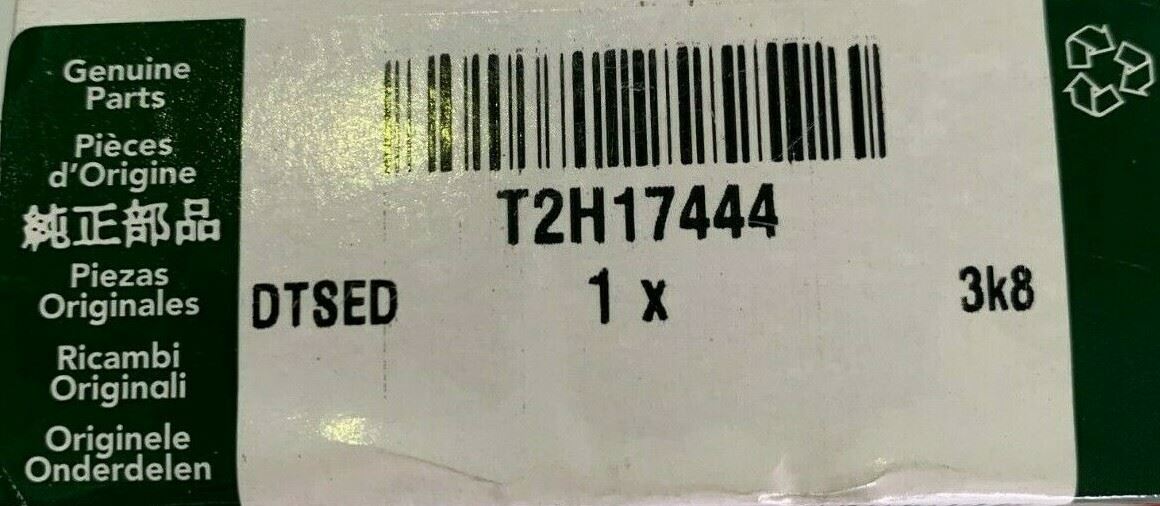 Genuine
Parts
Pièces
d'Origine
純正部品
Piezas
Originales
Ricambi
Originali
Originele
Onderdelen
T2H17444
DTSED 1 x 3k8